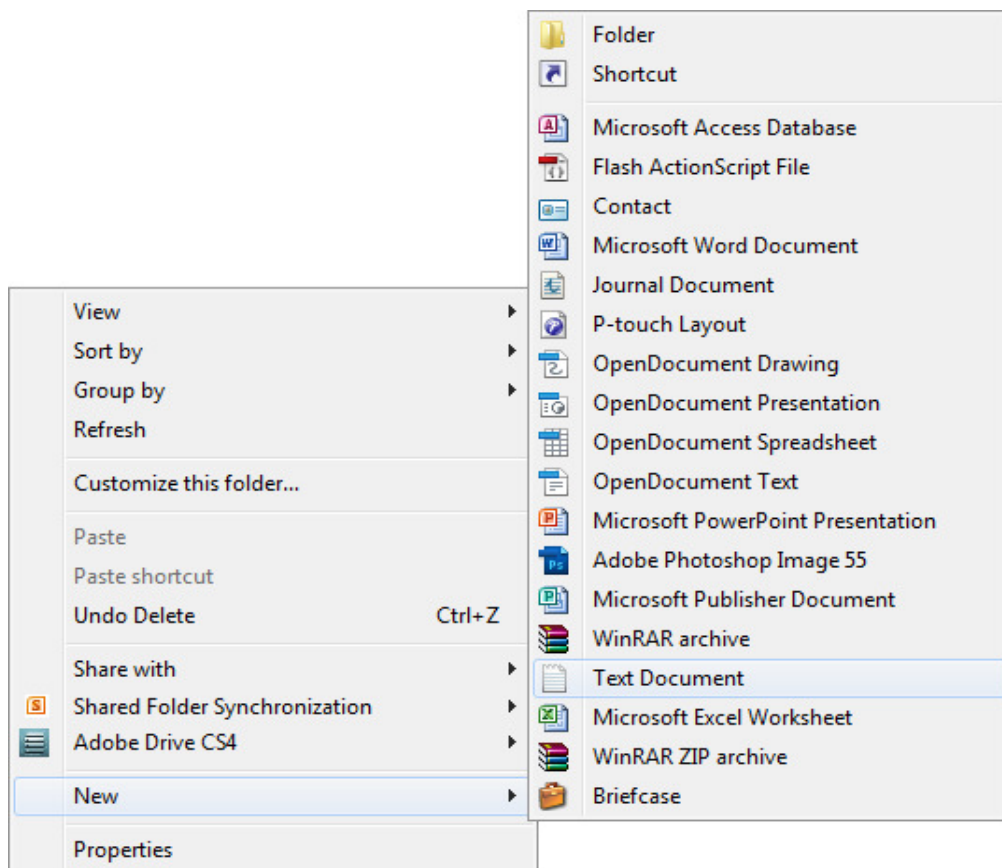 View
Sort by
Group by
Refresh
Customize this folder...
Paste
Paste shortcut
Undo Delete Ctrl+Z
Share with
Shared Folder Synchronization
Adobe Drive CS4
New
Properties
Folder
Shortcut
Microsoft Access Database
Flash ActionScript File
Contact
Microsoft Word Document
Journal Document
P-touch Layout
OpenDocument Drawing
OpenDocument Presentation
OpenDocument Spreadsheet
OpenDocument Text
Microsoft PowerPoint Presentation
Adobe Photoshop Image 55
Microsoft Publisher Document
WinRAR archive
Text Document
Microsoft Excel Worksheet
WinRAR ZIP archive
Briefcase